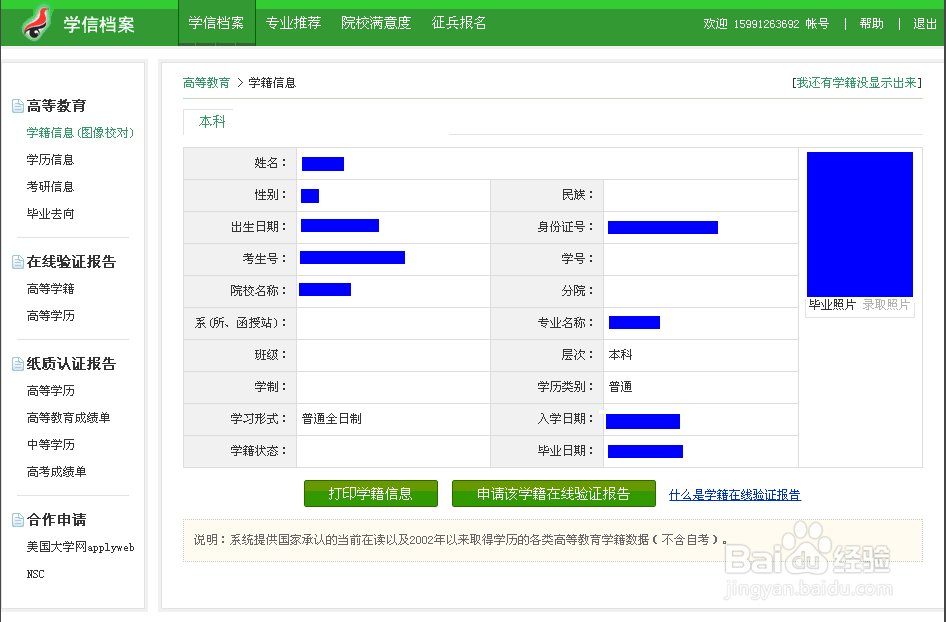 学信档案 学信档案 专业推荐 院校满意度 征兵报名 欢迎 15991263692 帐号 | 帮助 | 退出
高等教育
学籍信息(图像校对)
学历信息
考研信息
毕业去向
在线验证报告
高等学籍
高等学历
纸质认证报告
高等学历
高等教育成绩单
中等学历
高考成绩单
合作申请
美国大学网applyweb
NSC
高等教育 > 学籍信息 [我还有学籍没显示出来]
本科
姓名:
性别: 民族:
出生日期: 身份证号:
考生号: 学号:
院校名称: 分院:
系(所、函授站): 专业名称:
班级: 层次: 本科
学制: 学历类别: 普通
学习形式: 普通全日制 入学日期:
学籍状态: 毕业日期:
毕业照片 录取照片
打印学籍信息 申请该学籍在线验证报告 什么是学籍在线验证报告
说明:系统提供国家承认的当前在读以及2002年以来取得学历的各类高等教育学籍数据(不含自考)。
Baidu 经验
jingyan.baidu.com